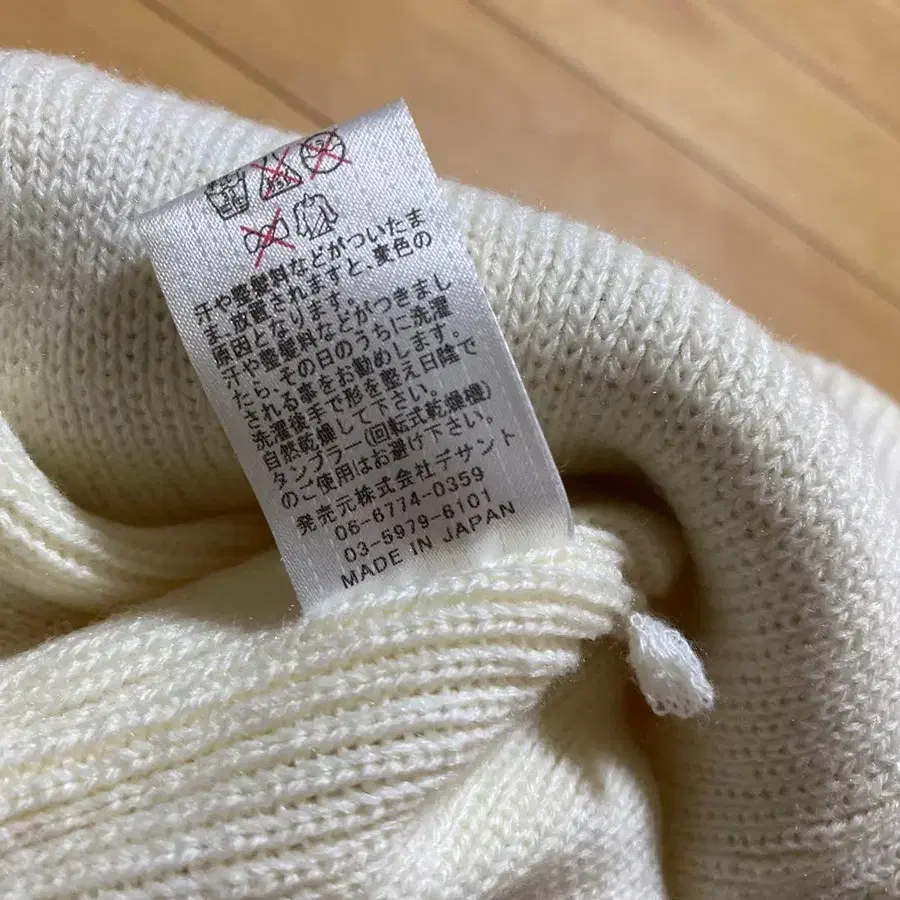 汗や整髪料などがついたま
ま、放置されますと、変色の
原因となります。
汗や整髪料などがつきまし
たら、その日のうちに洗濯
される事をお勧めします。
洗濯後手で形を整え日陰で
自然乾燥して下さい。
タンブラー(回転式乾燥機)
のご使用はお避け下さい。
発売元株式会社デサント
06-6774-0359
03-5979-6101
MADE IN JAPAN